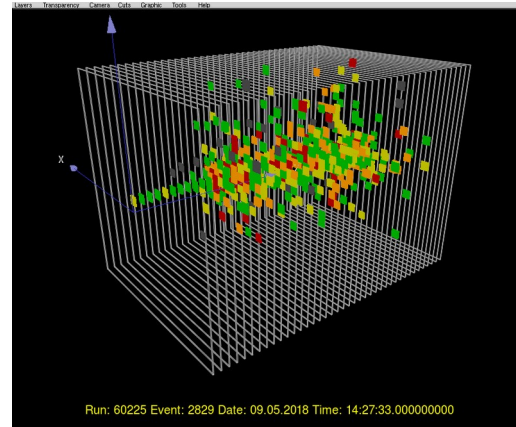 Layers Transparency Camera Cuts Graphic Tools Help
X
Run: 60225 Event: 2829 Date: 09.05.2018 Time: 14:27:33.000000000